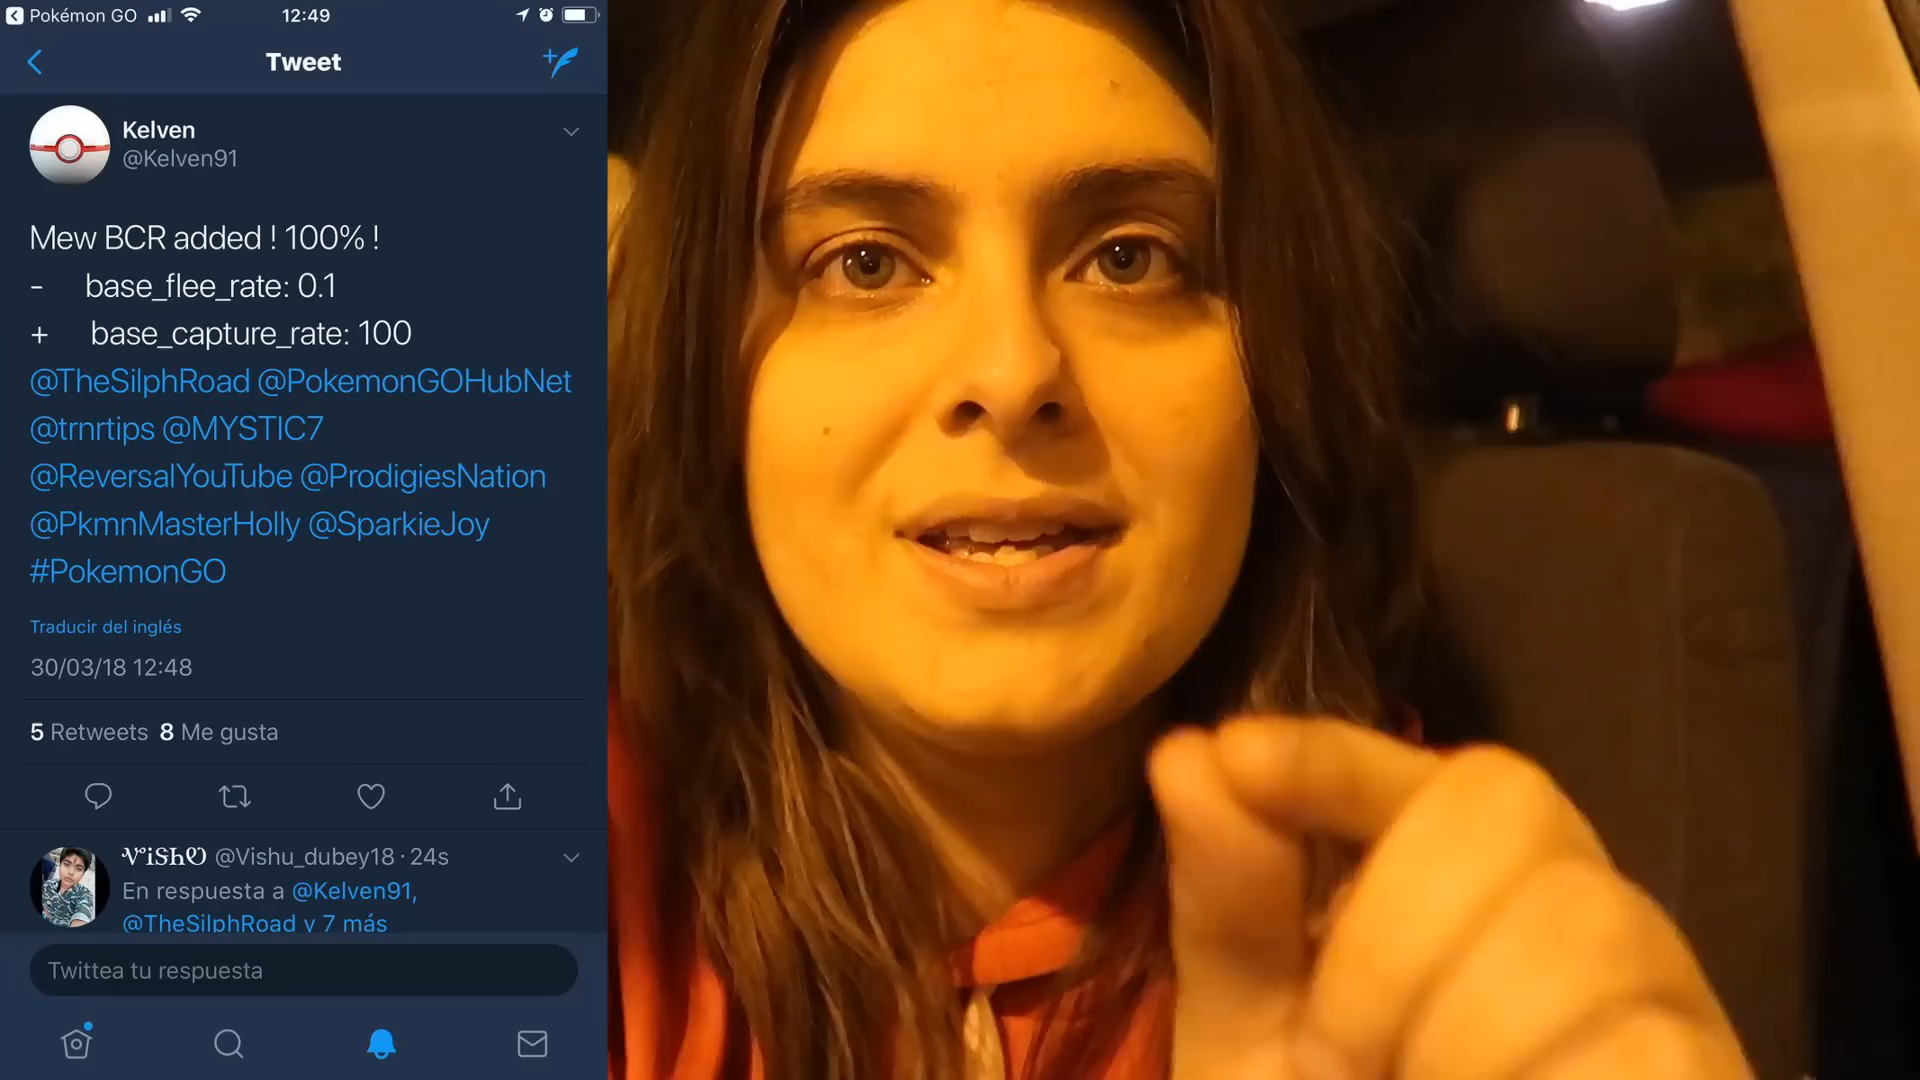 Pokémon GO 12:49
Tweet
Kelven
@Kelven91
Mew BCR added ! 100% !
- base_flee_rate: 0.1
+ base_capture_rate: 100
@TheSilphRoad @PokemonGOHubNet
@trnrtips @MYSTIC7
@ReversalYouTube @ProdigiesNation
@PkmnMasterHolly @SparkieJoy
#PokemonGO
Traducir del inglés
30/03/18 12:48
5 Retweets 8 Me gusta
ViShU @Vishu_dubey18 · 24s
En respuesta a @Kelven91,
@TheSilphRoad y 7 más
Twittea tu respuesta